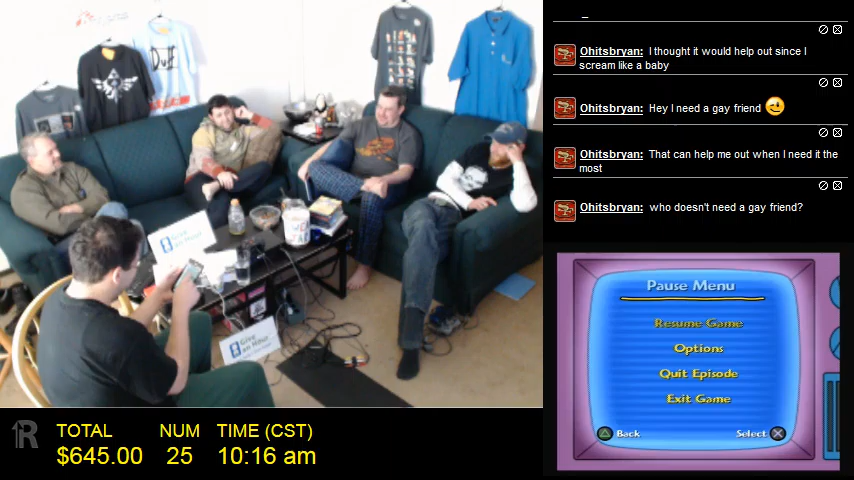 Duff
Give
an Hour
Give
an Hour
Ohitsbryan: I thought it would help out since I
scream like a baby
Ohitsbryan: Hey I need a gay friend
Ohitsbryan: That can help me out when I need it the
most
Ohitsbryan: who doesn't need a gay friend?
Pause Menu
Resume Game
Options
Quit Episode
Exit Game
Back
Select
R
TOTAL NUM TIME (CST)
$645.00 25 10:16 am